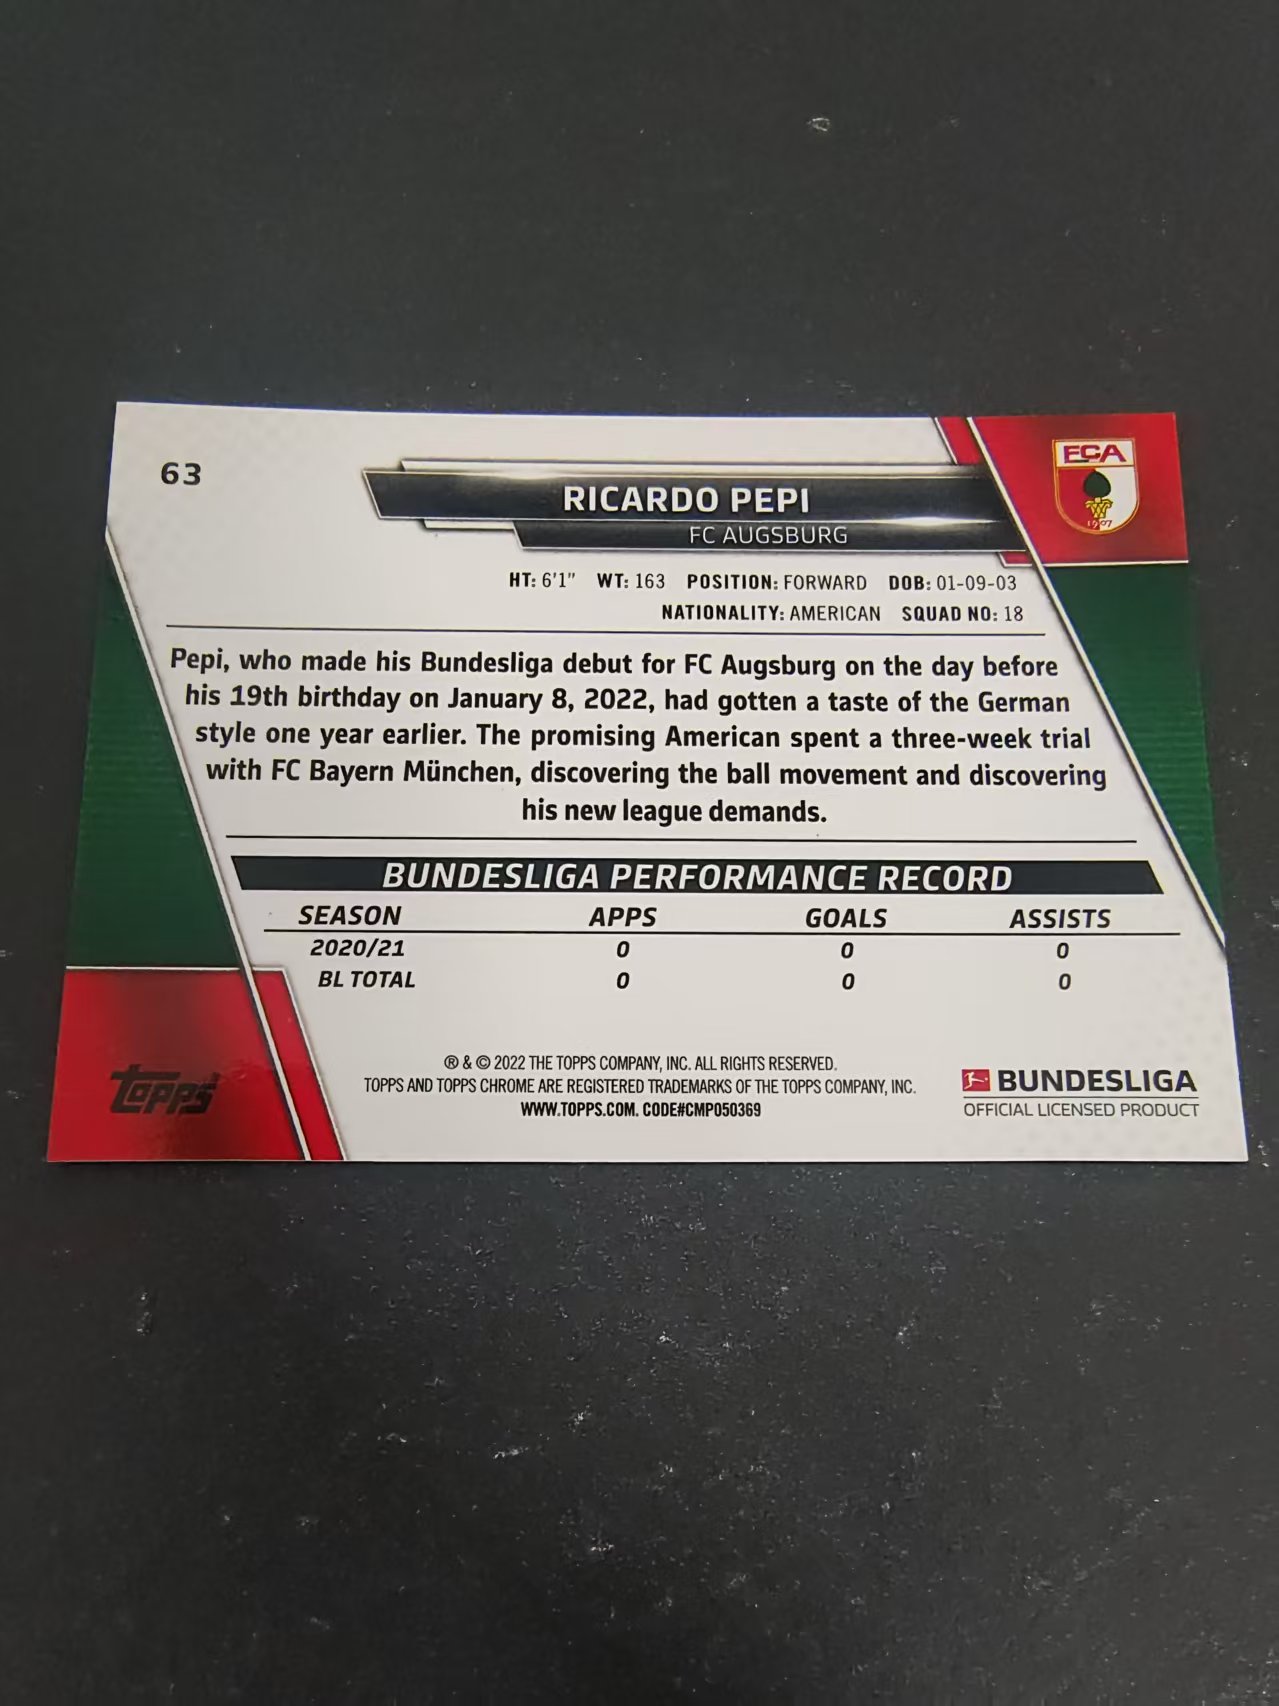 63
RICARDO PEPI
FC AUGSBURG
FCA
1907
HT: 6'1" WT: 163 POSITION: FORWARD DOB: 01-09-03
NATIONALITY: AMERICAN SQUAD NO: 18
Pepi, who made his Bundesliga debut for FC Augsburg on the day before
his 19th birthday on January 8, 2022, had gotten a taste of the German
style one year earlier. The promising American spent a three-week trial
with FC Bayern München, discovering the ball movement and discovering
his new league demands.
BUNDESLIGA PERFORMANCE RECORD
SEASON APPS GOALS ASSISTS
2020/21 0 0 0
BL TOTAL 0 0 0
® & © 2022 THE TOPPS COMPANY, INC. ALL RIGHTS RESERVED.
TOPPS AND TOPPS CHROME ARE REGISTERED TRADEMARKS OF THE TOPPS COMPANY, INC.
WWW.TOPPS.COM. CODE#CMP050369
Topps
BUNDESLIGA
OFFICIAL LICENSED PRODUCT